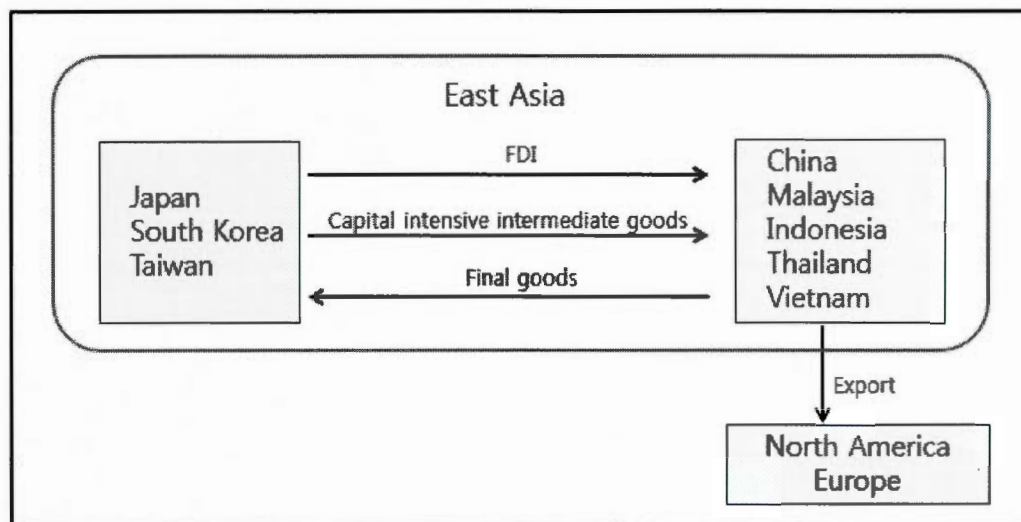 East Asia
Japan
South Korea
Taiwan
FDI
Capital intensive intermediate goods
Final goods
China
Malaysia
Indonesia
Thailand
Vietnam
Export
North America
Europe